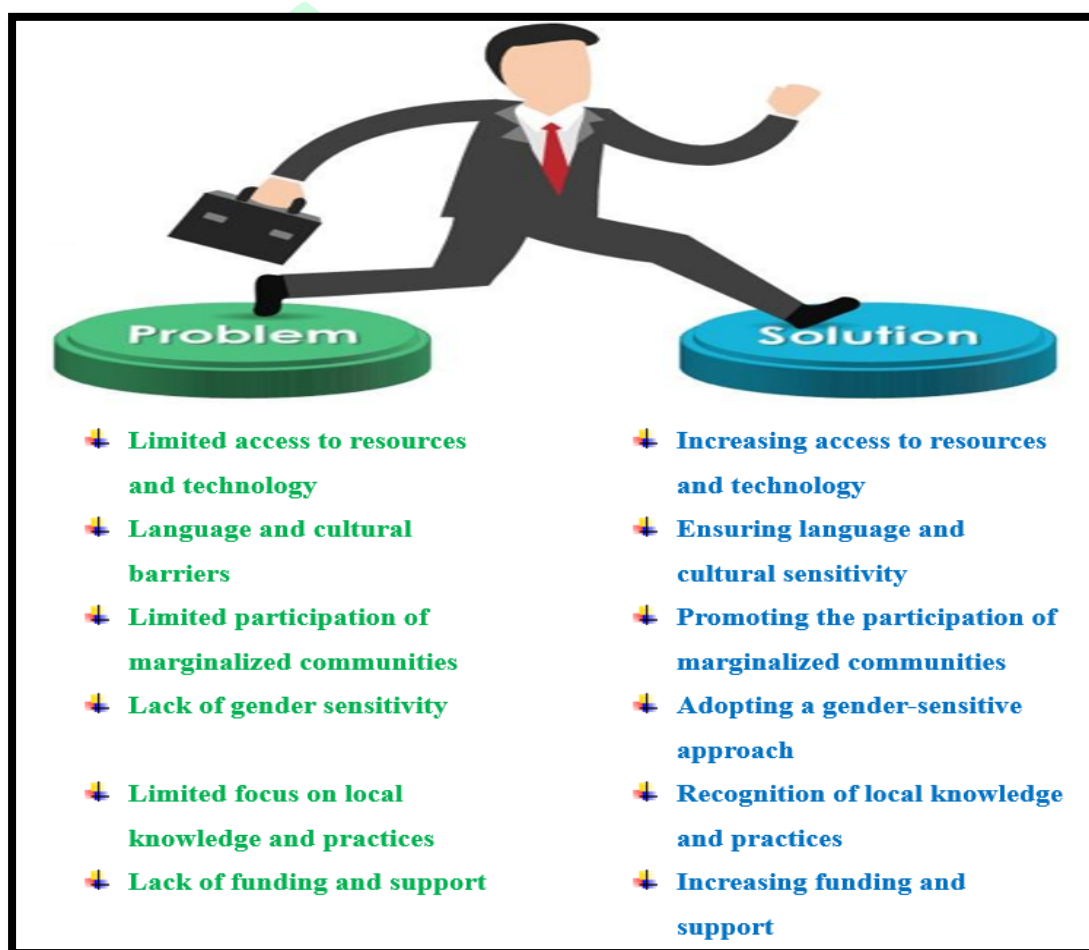 Problem
Solution
Limited access to resources
and technology
Language and cultural
barriers
Limited participation of
marginalized communities
Lack of gender sensitivity
Limited focus on local
knowledge and practices
Lack of funding and support
Increasing access to resources
and technology
Ensuring language and
cultural sensitivity
Promoting the participation of
marginalized communities
Adopting a gender-sensitive
approach
Recognition of local knowledge
and practices
Increasing funding and
support